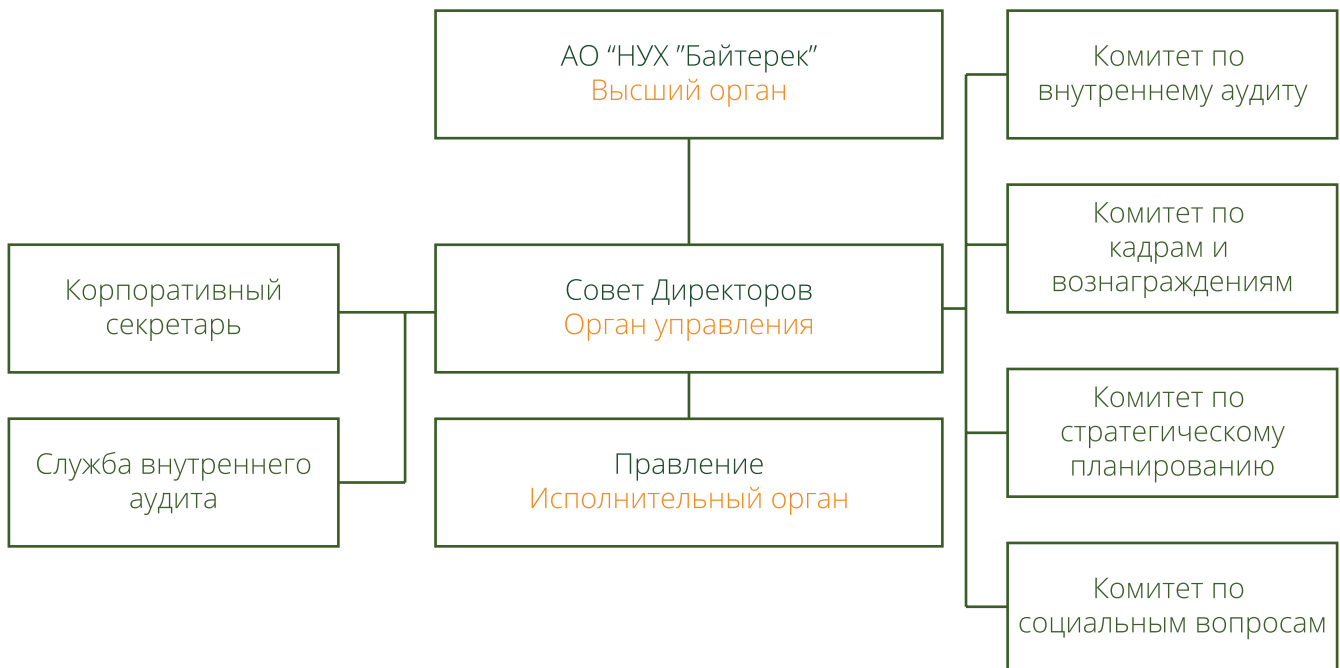 АО “НУХ ”Байтерек”
Высший орган
Комитет по
внутреннему аудиту
Комитет по
кадрам и
вознаграждениям
Корпоративный
секретарь
Совет Директоров
Орган управления
Комитет по
стратегическому
планированию
Служба внутреннего
аудита
Правление
Исполнительный орган
Комитет по
социальным вопросам